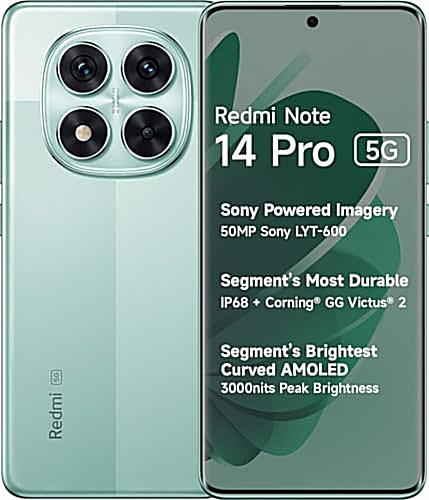 Redmi Note
14 Pro 5G
Sony Powered Imagery
50MP Sony LYT-600
Segment's Most Durable
IP68 + Corning® GG Victus® 2
Segment's Brightest
Curved AMOLED
3000nits Peak Brightness
Redmi 5G